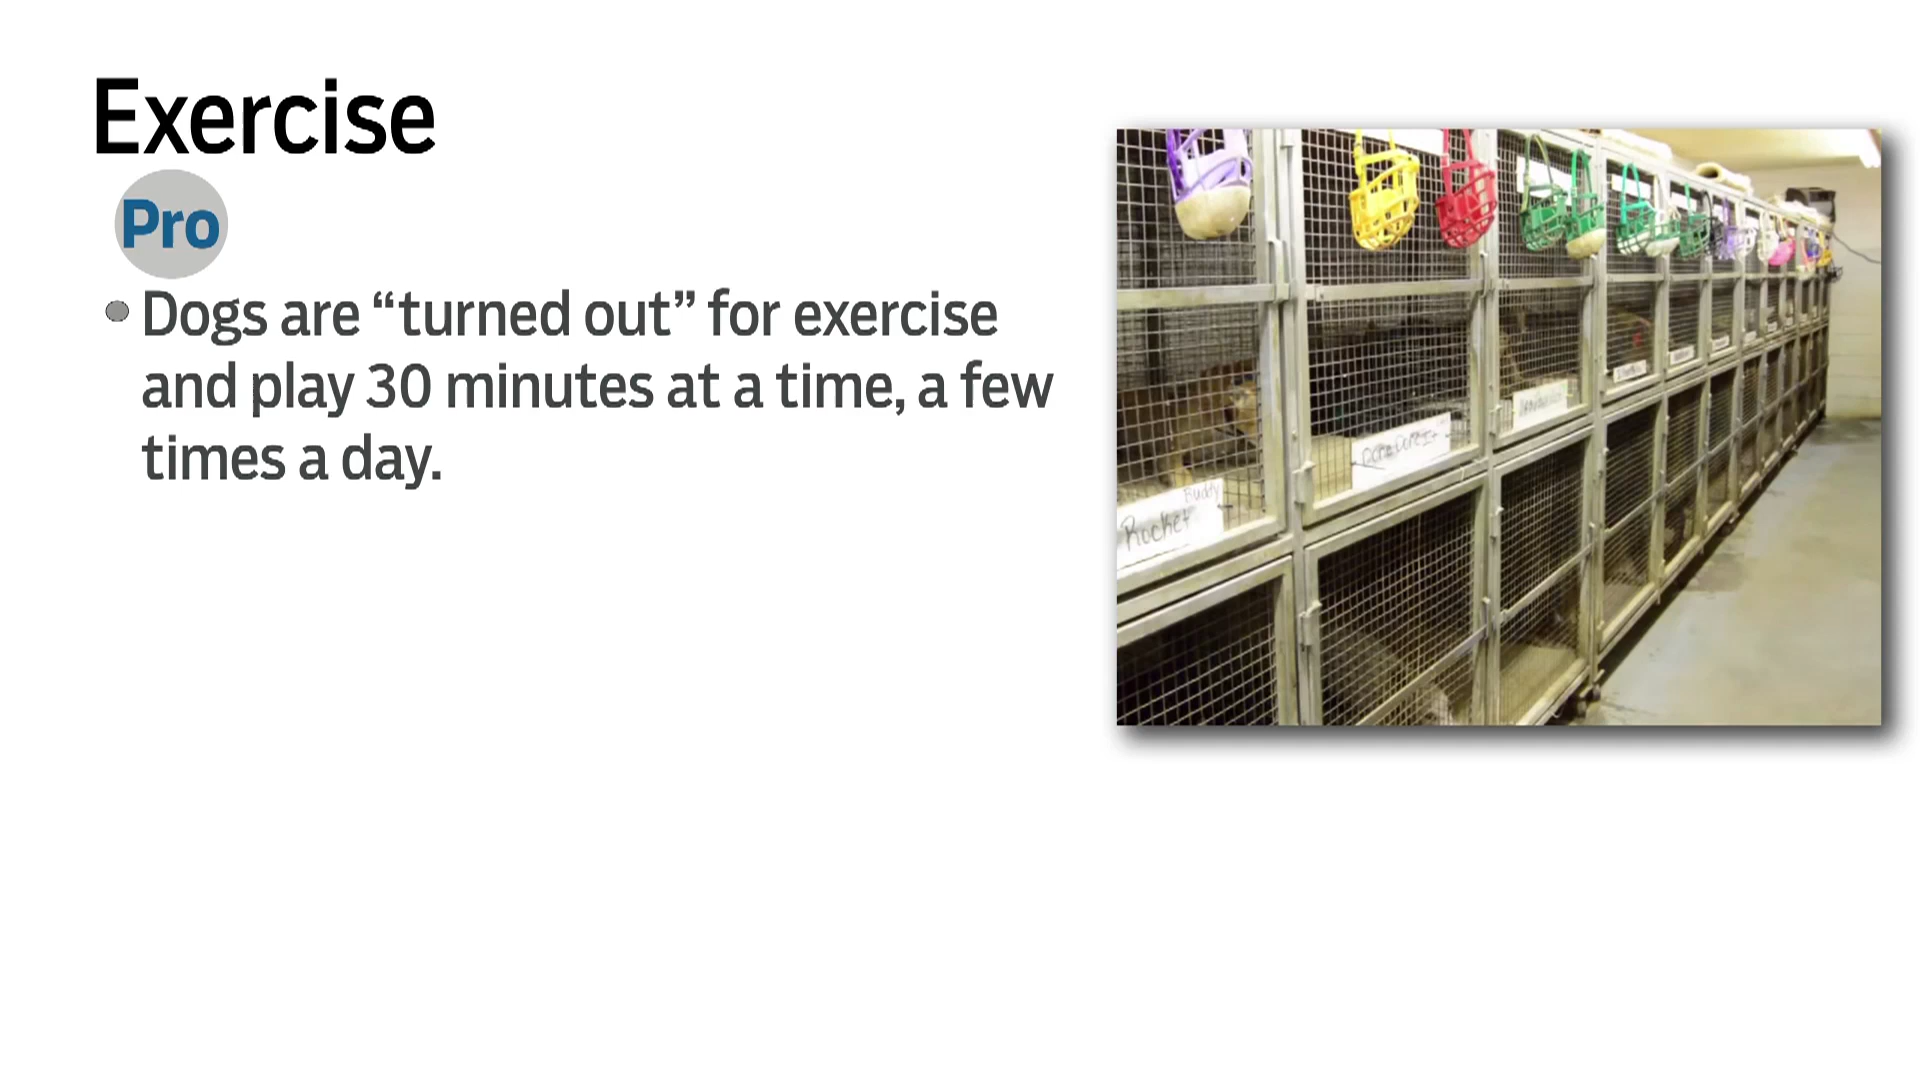 Exercise
Pro
Dogs are “turned out” for exercise
and play 30 minutes at a time, a few
times a day.
Buddy
Rocket